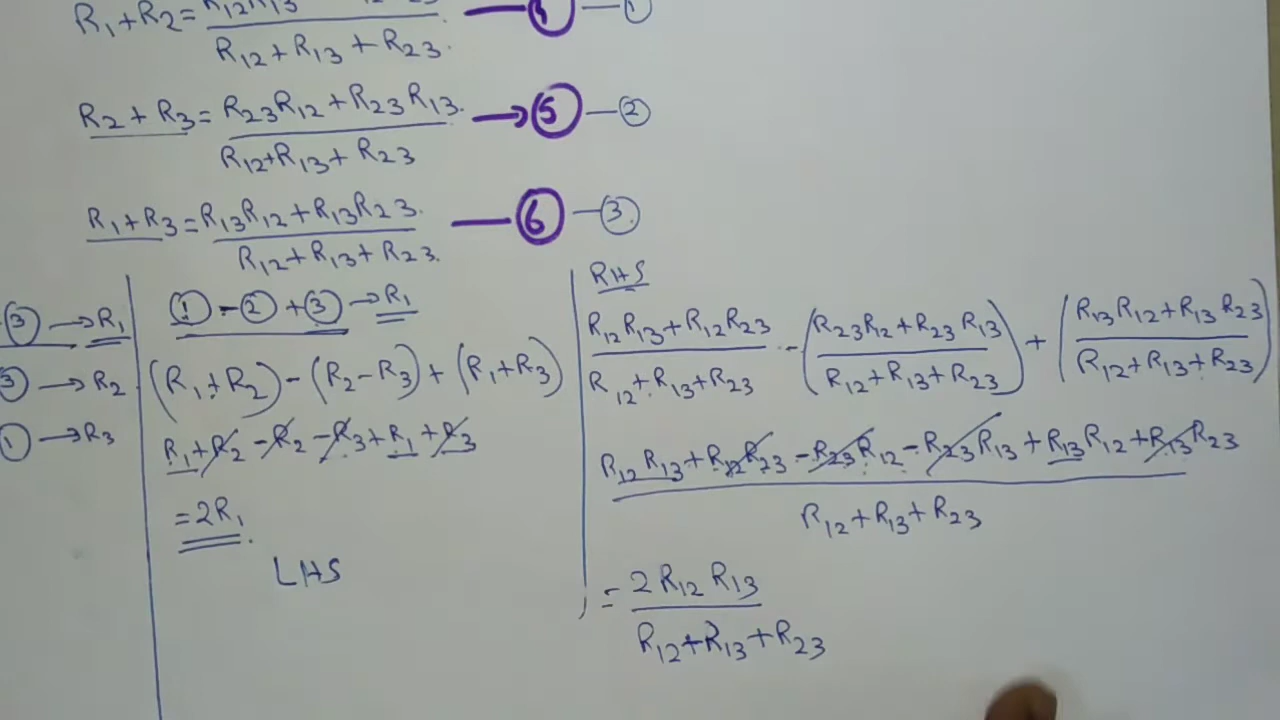 R₁+R₂= R₁₂R₁₃
R₁₂+R₁₃+R₂₃. — ④ — ①
R₂+R₃= R₂₃R₁₂+R₂₃R₁₃.
R₁₂+R₁₃+R₂₃ → ⑤ — ②
R₁+R₃= R₁₃R₁₂+R₁₃R₂₃.
R₁₂+R₁₃+R₂₃. — ⑥ — ③
③ → R₁
③ → R₂
① → R₃
① - ② + ③ → R₁
(R₁+R₂) - (R₂-R₃) + (R₁+R₃)
R₁+R₂-R₂-R₃+R₁+R₃
=2R₁.
LHS
RHS
R₁₂R₁₃+R₁₂R₂₃ - (R₂₃R₁₂+R₂₃R₁₃) + (R₁₃R₁₂+R₁₃R₂₃)
R₁₂+R₁₃+R₂₃ (R₁₂+R₁₃+R₂₃) (R₁₂+R₁₃+R₂₃)
R₁₂R₁₃+R₁₂R₂₃-R₂₃R₁₂-R₂₃R₁₃+R₁₃R₁₂+R₁₃R₂₃
R₁₂+R₁₃+R₂₃
= 2R₁₂R₁₃
R₁₂+R₁₃+R₂₃